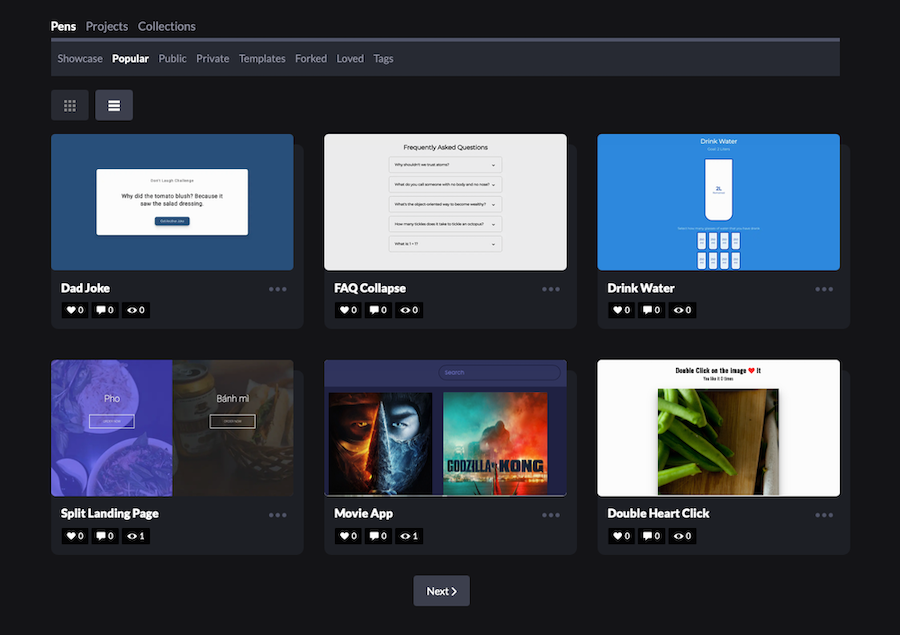 Pens Projects Collections
Showcase Popular Public Private Templates Forked Loved Tags
Don't Laugh Challenge
Why did the tomato blush? Because it
saw the salad dressing.
Frequently Asked Questions
Why shouldn't we trust atoms?
What do you call someone with no body and no nose?
What's the object-oriented way to become wealthy?
How many tickles does it take to tickle an octopus?
What is 1 + 1?
Drink Water
Goal: 2 Liters
2L
Dad Joke
0 0 0
FAQ Collapse
0 0 0
Drink Water
0 0 0
Pho
Bánh mì
Search
GODZILLA VS KONG
Double Click on the image ❤ it
You like it 0 times
Split Landing Page
0 0 1
Movie App
0 0 1
Double Heart Click
0 0 0
Next